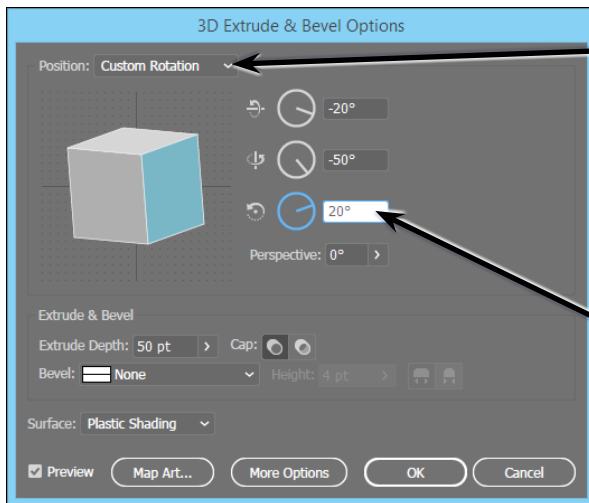 3D Extrude & Bevel Options
Position: Custom Rotation
-20°
-50°
20°
Perspective: 0°
Extrude & Bevel
Extrude Depth: 50 pt Cap:
Bevel: None Height: 4 pt
Surface: Plastic Shading
Preview Map Art... More Options OK Cancel